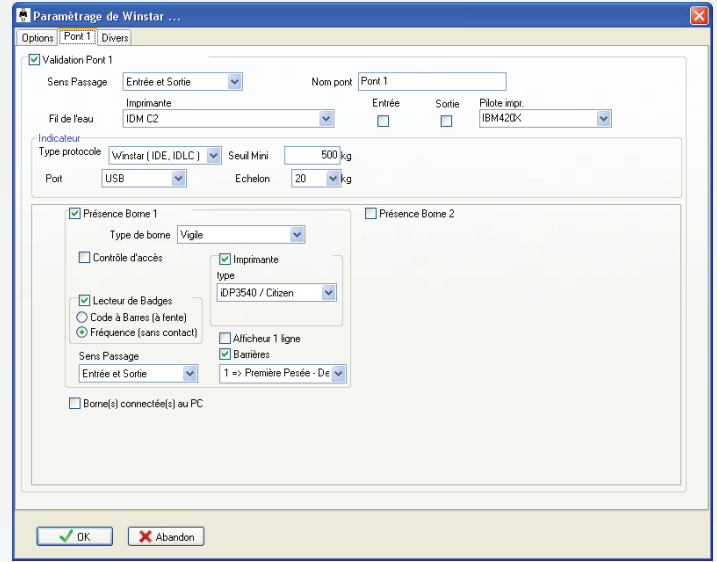 Paramètrage de Winstar ...
Options Pont 1 Divers
Validation Pont 1
Sens Passage Entrée et Sortie Nom pont Pont 1
Imprimante Entrée Sortie Pilote impr.
Fil de l'eau IDM C2 IBM420X
Indicateur
Type protocole Winstar ( IDE, IDLC ) Seuil Mini 500 kg
Port USB Echelon 20 kg
Présence Borne 1 Présence Borne 2
Type de borne Vigile
Contrôle d'accès Imprimante
type
iDP3540 / Citizen
Lecteur de Badges
Code à Barres (à fente)
Fréquence (sans contact)
Afficheur 1 ligne
Sens Passage Barrières
Entrée et Sortie 1 => Première Pesée - De
Borne(s) connectée(s) au PC
OK Abandon